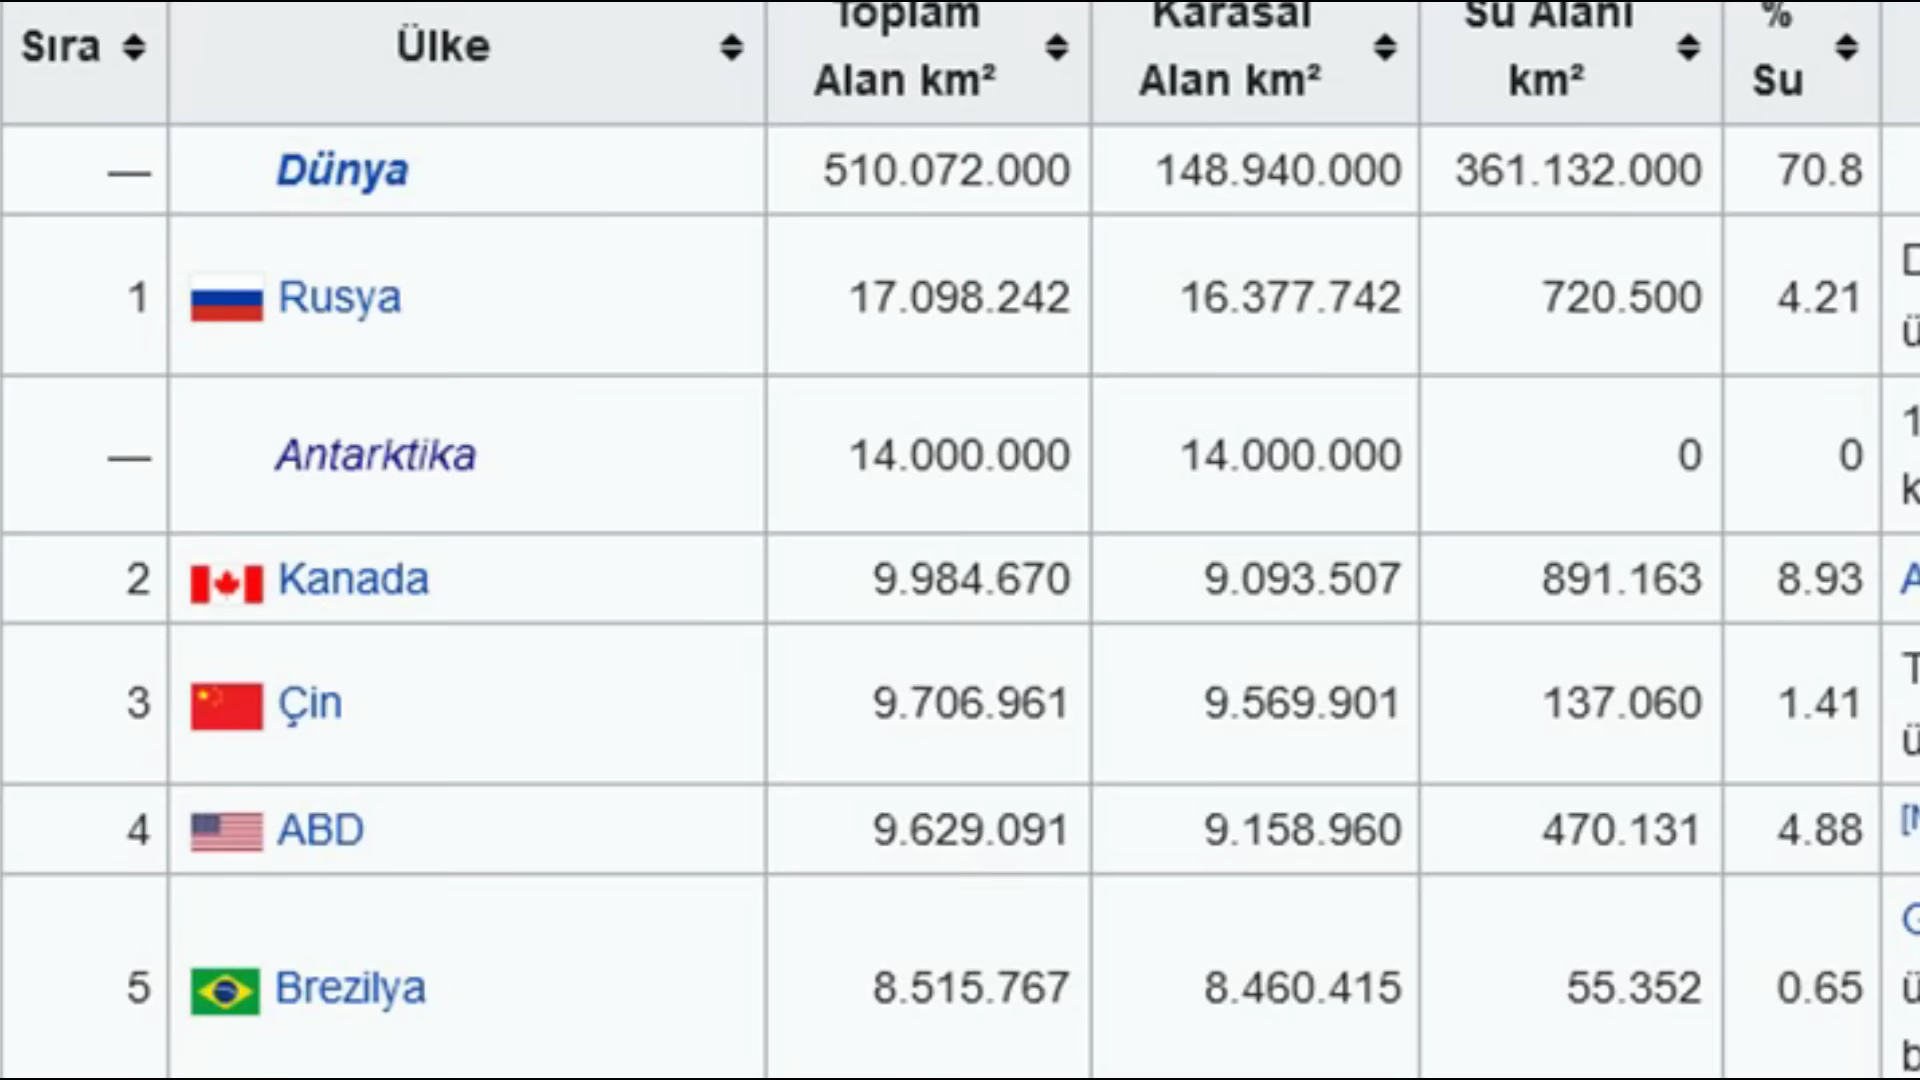 Sıra Ülke Toplam Alan km² Karasal Alan km² Su Alanı km² % Su
— Dünya 510.072.000 148.940.000 361.132.000 70.8
1 Rusya 17.098.242 16.377.742 720.500 4.21
— Antarktika 14.000.000 14.000.000 0 0
2 Kanada 9.984.670 9.093.507 891.163 8.93
3 Çin 9.706.961 9.569.901 137.060 1.41
4 ABD 9.629.091 9.158.960 470.131 4.88
5 Brezilya 8.515.767 8.460.415 55.352 0.65